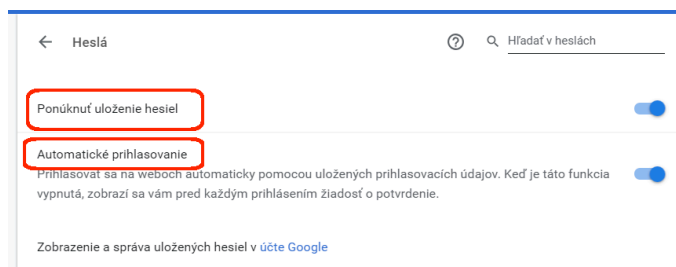 Heslá
Hľadať v heslách
Ponúknuť uloženie hesiel
Automatické prihlasovanie
Prihlasovať sa na weboch automaticky pomocou uložených prihlasovacích údajov. Keď je táto funkcia
vypnutá, zobrazí sa vám pred každým prihlásením žiadosť o potvrdenie.
Zobrazenie a správa uložených hesiel v účte Google